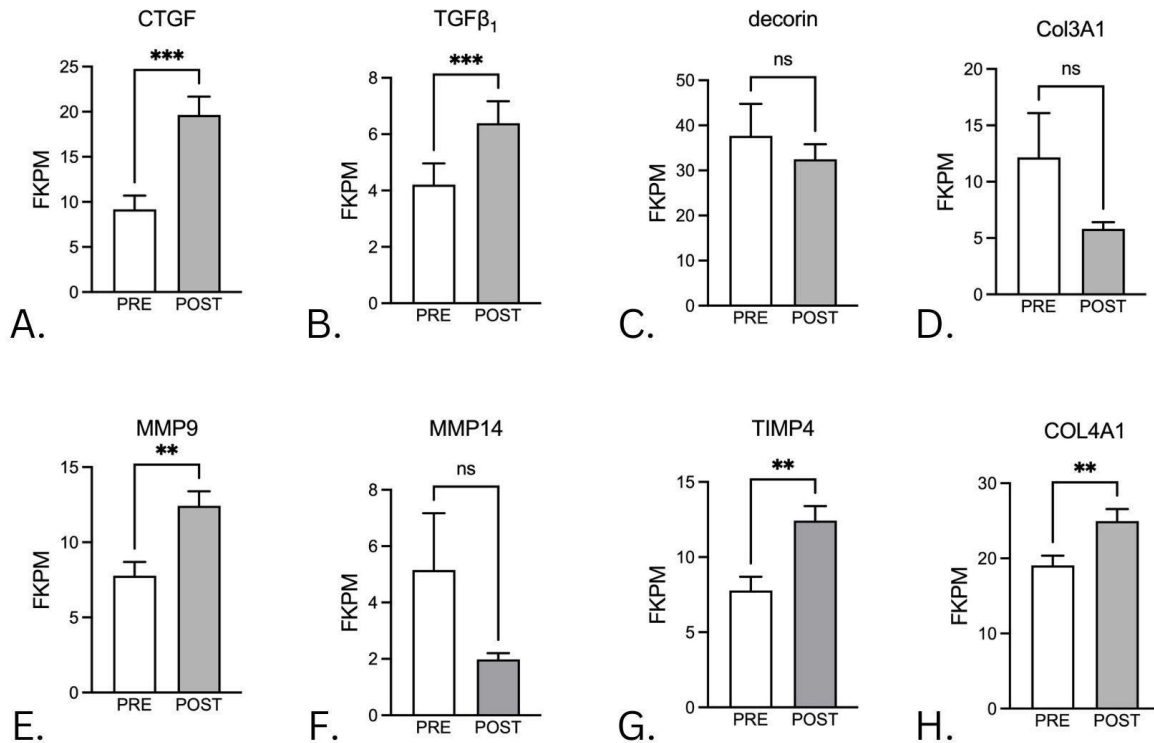 CTGF
***
FKPM
25
20
15
10
5
0
PRE POST
A.
TGFβ₁
***
FKPM
8
6
4
2
0
PRE POST
B.
decorin
ns
FKPM
50
40
30
20
10
0
PRE POST
C.
Col3A1
ns
FKPM
20
15
10
5
0
PRE POST
D.
MMP9
**
FKPM
15
10
5
0
PRE POST
E.
MMP14
ns
FKPM
8
6
4
2
0
PRE POST
F.
TIMP4
**
FKPM
15
10
5
0
PRE POST
G.
COL4A1
**
FKPM
30
20
10
0
PRE POST
H.